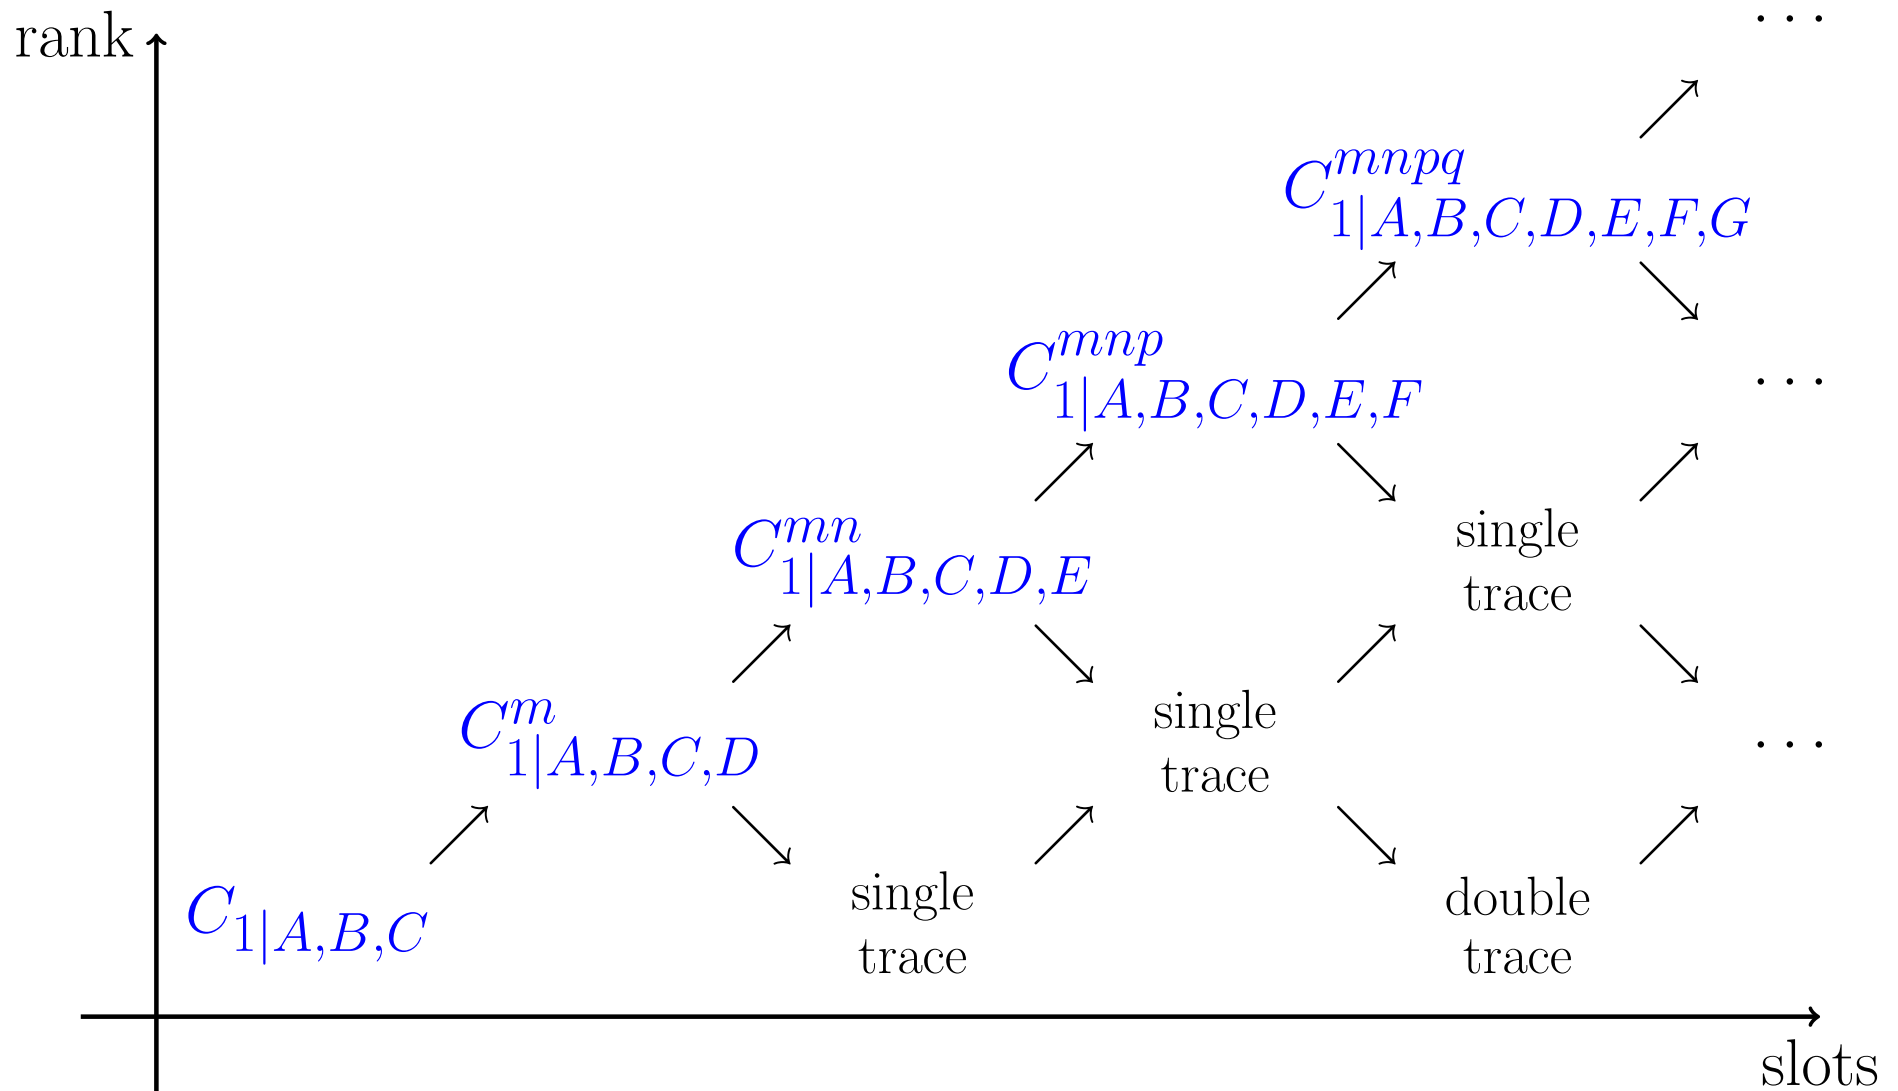 ...
rank
$C^{mnpq}_{1|A,B,C,D,E,F,G}$
$C^{mnp}_{1|A,B,C,D,E,F}$
...
$C^{mn}_{1|A,B,C,D,E}$
single
trace
$C^{m}_{1|A,B,C,D}$
single
trace
...
$C_{1|A,B,C}$
single
trace
double
trace
slots